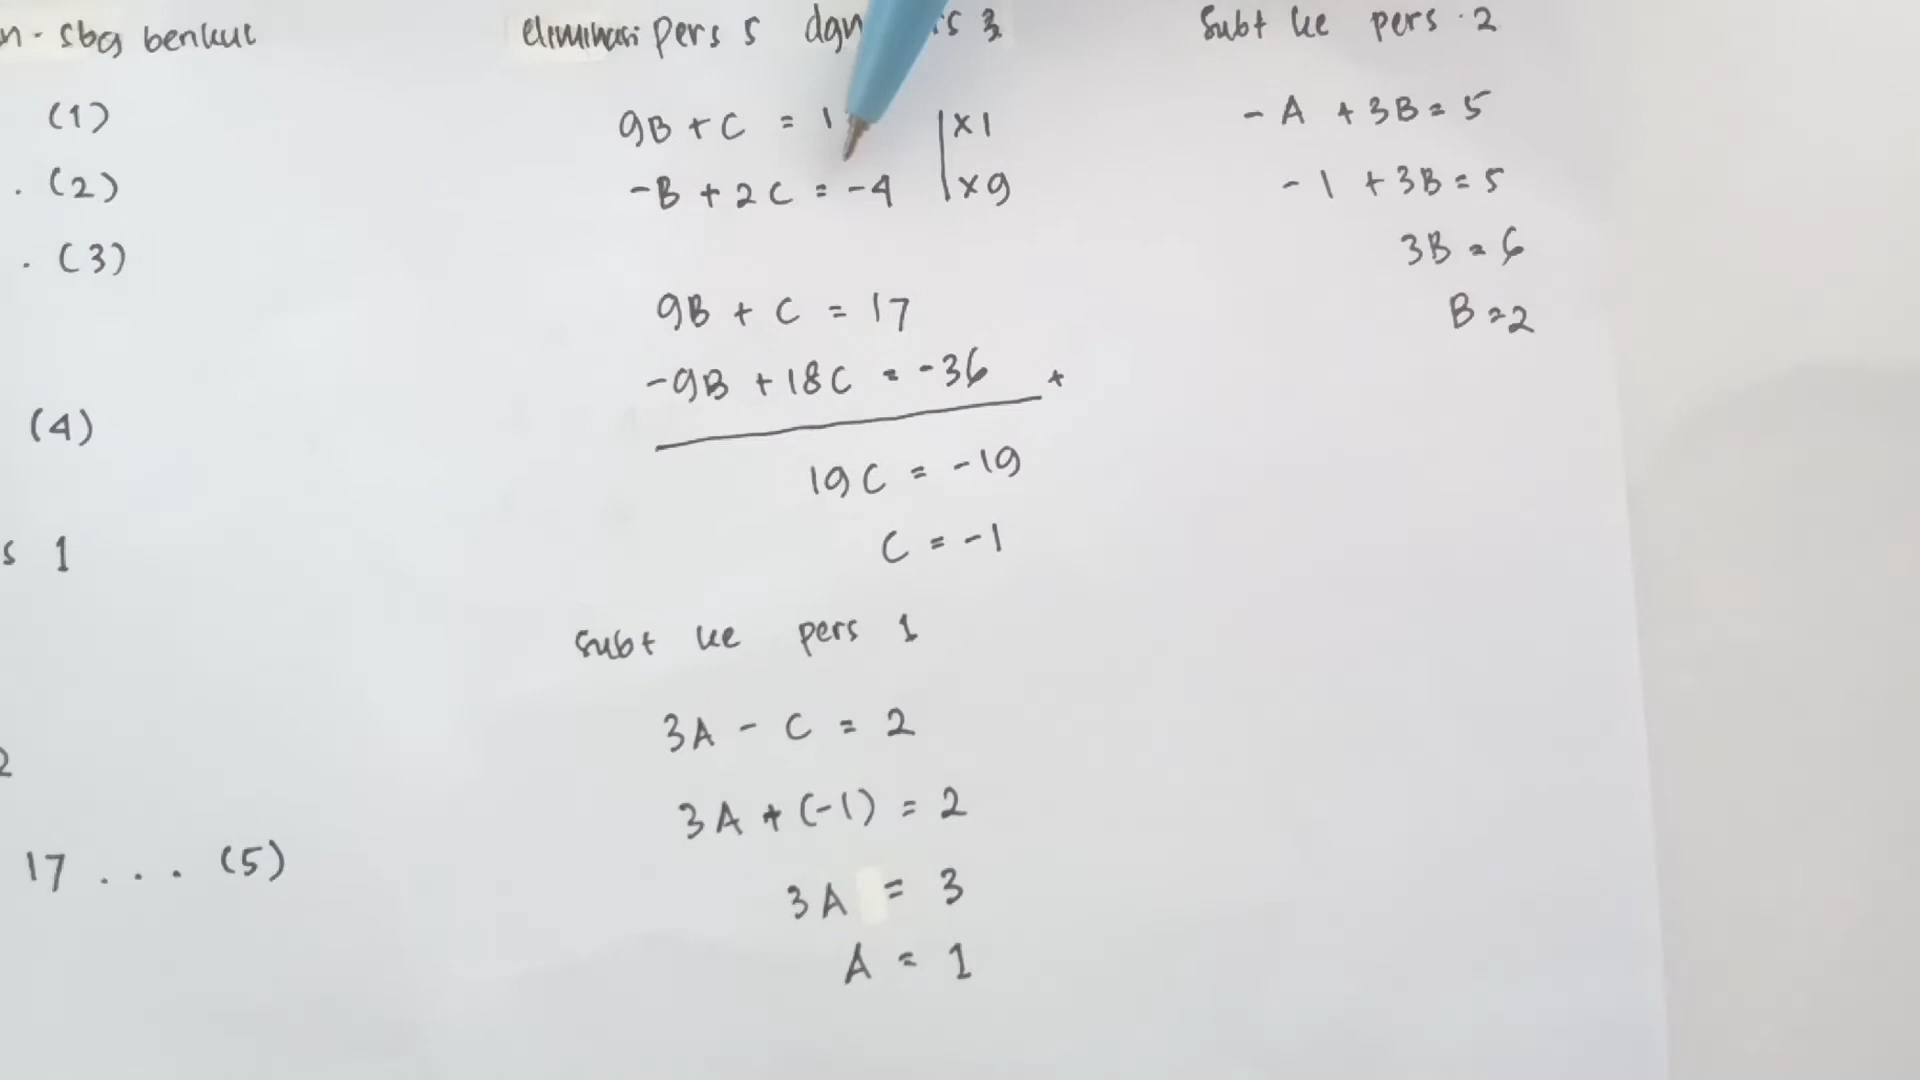 sbg berikut
(1)
. (2)
. (3)
(4)
s 1
2
17 . . . (5)
eliminasi pers 5 dgn 3
9B + C = 1 | x1
-B + 2C = -4 | x9
9B + C = 17
-9B + 18C = -36 +
19C = -19
C = -1
Subt ke pers 1
3A - C = 2
3A + (-1) = 2
3A = 3
A = 1
Subt ke pers . 2
- A + 3B = 5
- 1 + 3B = 5
3B = 6
B = 2